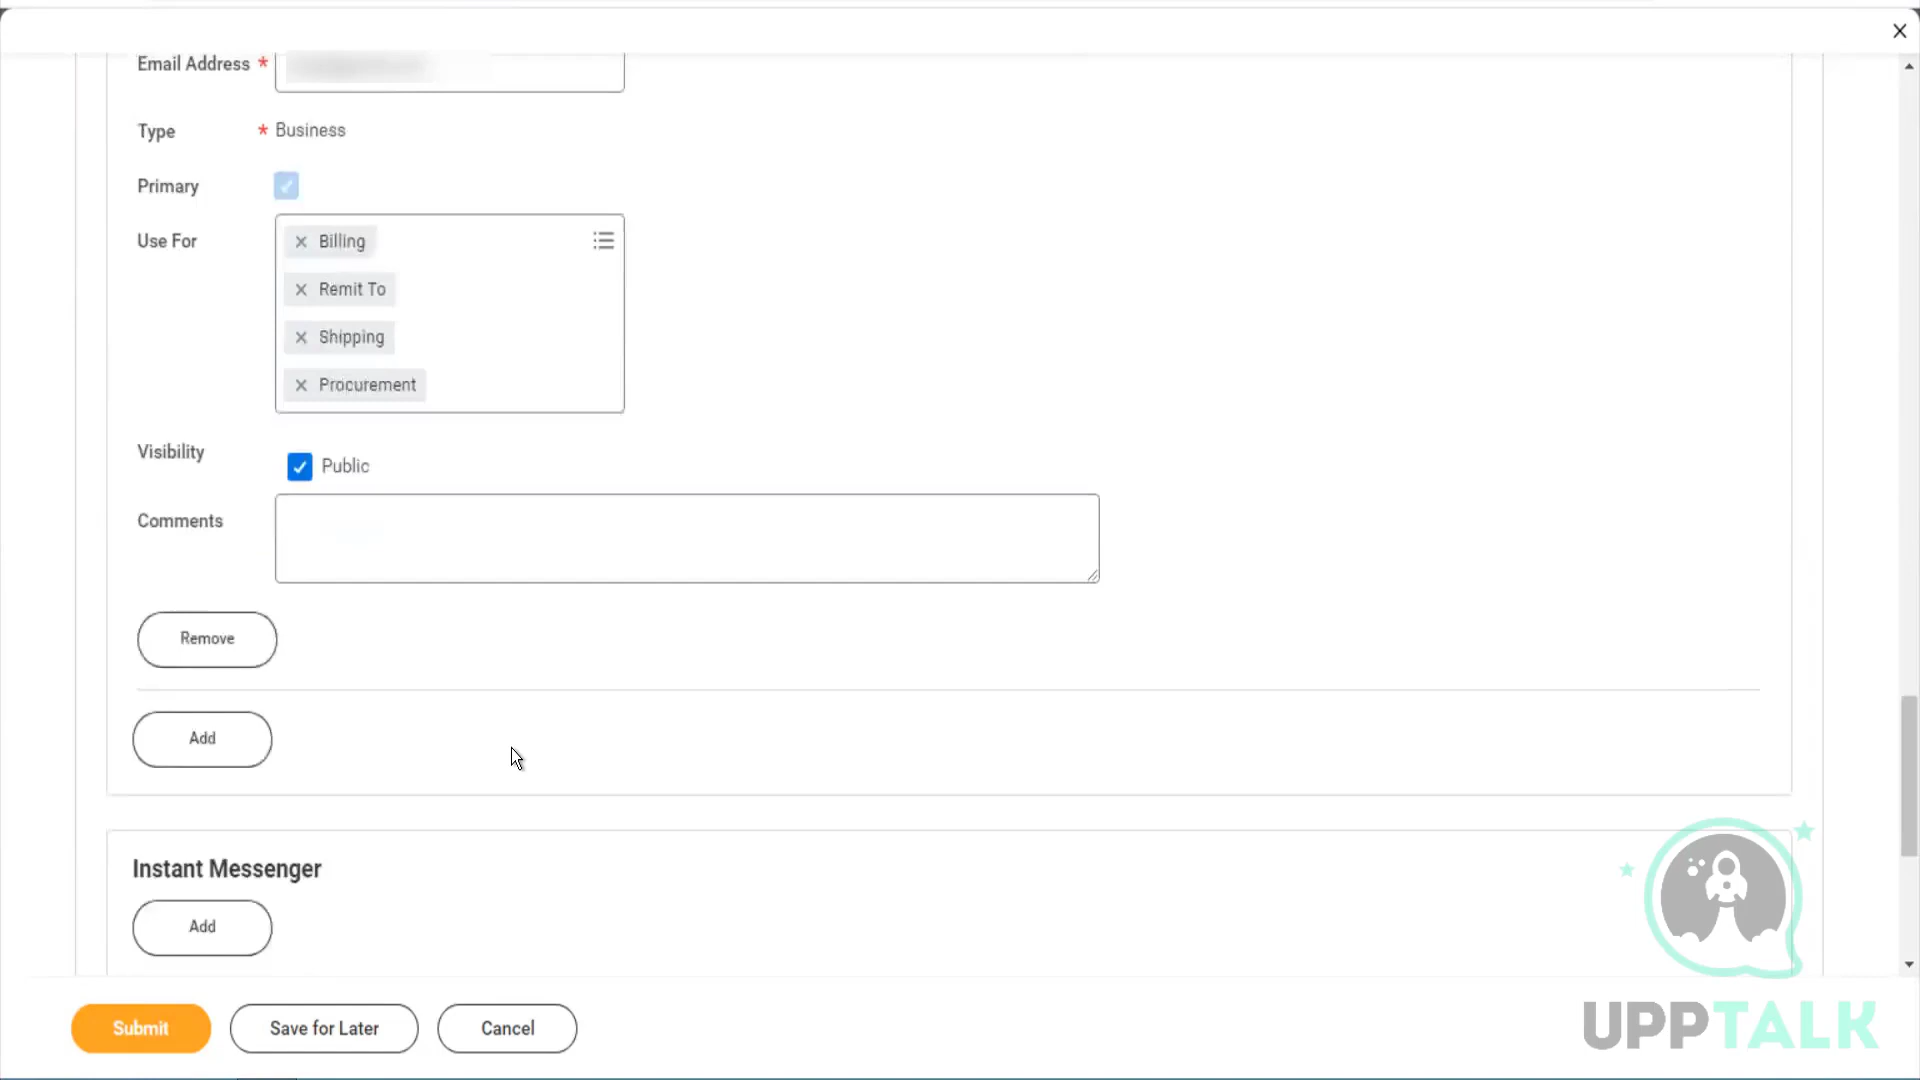 Email Address *
Type * Business
Primary
Use For
Billing
Remit To
Shipping
Procurement
Visibility
Public
Comments
Remove
Add
Instant Messenger
Add
Submit
Save for Later
Cancel
UPPTALK